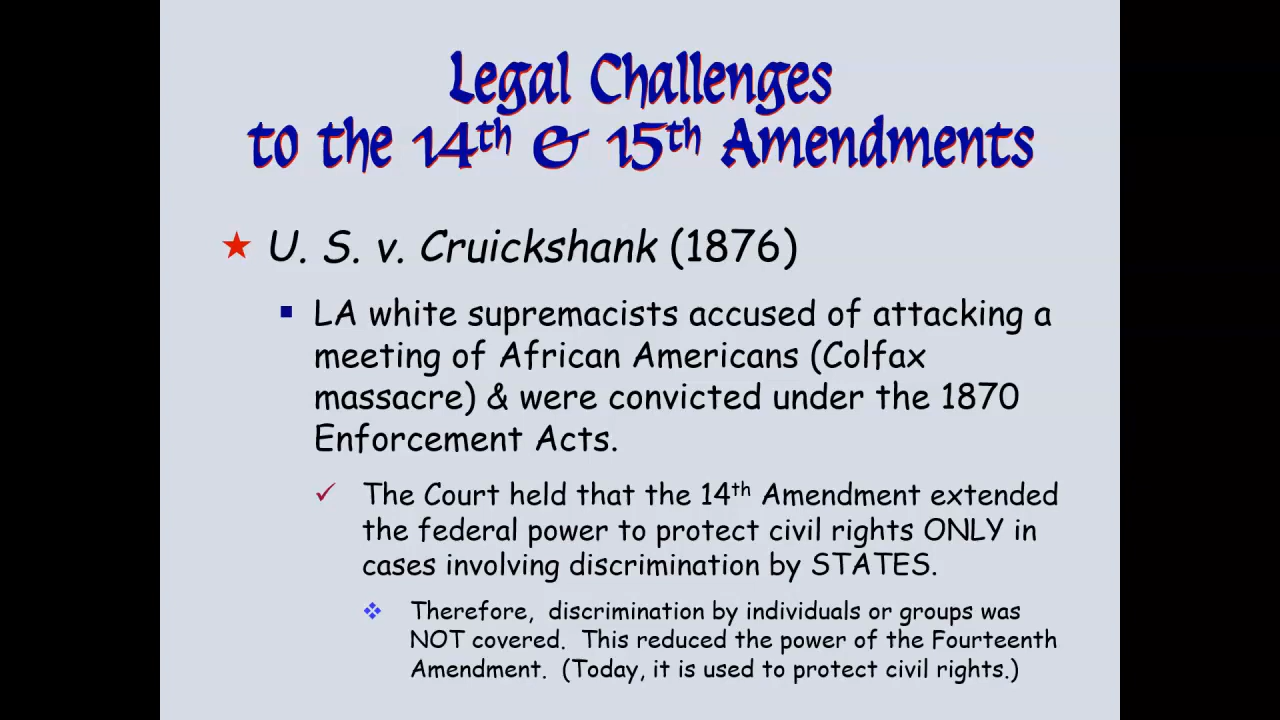 Legal Challenges
to the 14th & 15th Amendments
U. S. v. Cruickshank (1876)
LA white supremacists accused of attacking a
meeting of African Americans (Colfax
massacre) & were convicted under the 1870
Enforcement Acts.
The Court held that the 14th Amendment extended
the federal power to protect civil rights ONLY in
cases involving discrimination by STATES.
Therefore, discrimination by individuals or groups was
NOT covered. This reduced the power of the Fourteenth
Amendment. (Today, it is used to protect civil rights.)